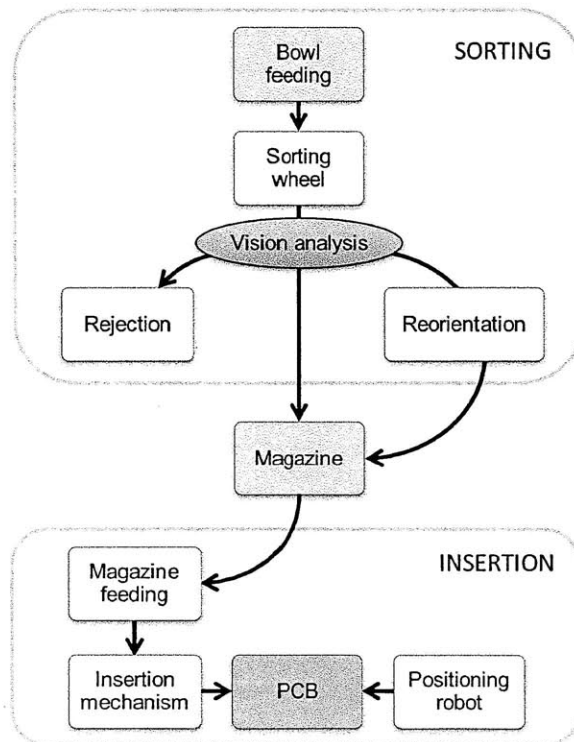 SORTING
Bowl
feeding
Sorting
wheel
Vision analysis
Rejection
Reorientation
Magazine
INSERTION
Magazine
feeding
Insertion
mechanism
PCB
Positioning
robot